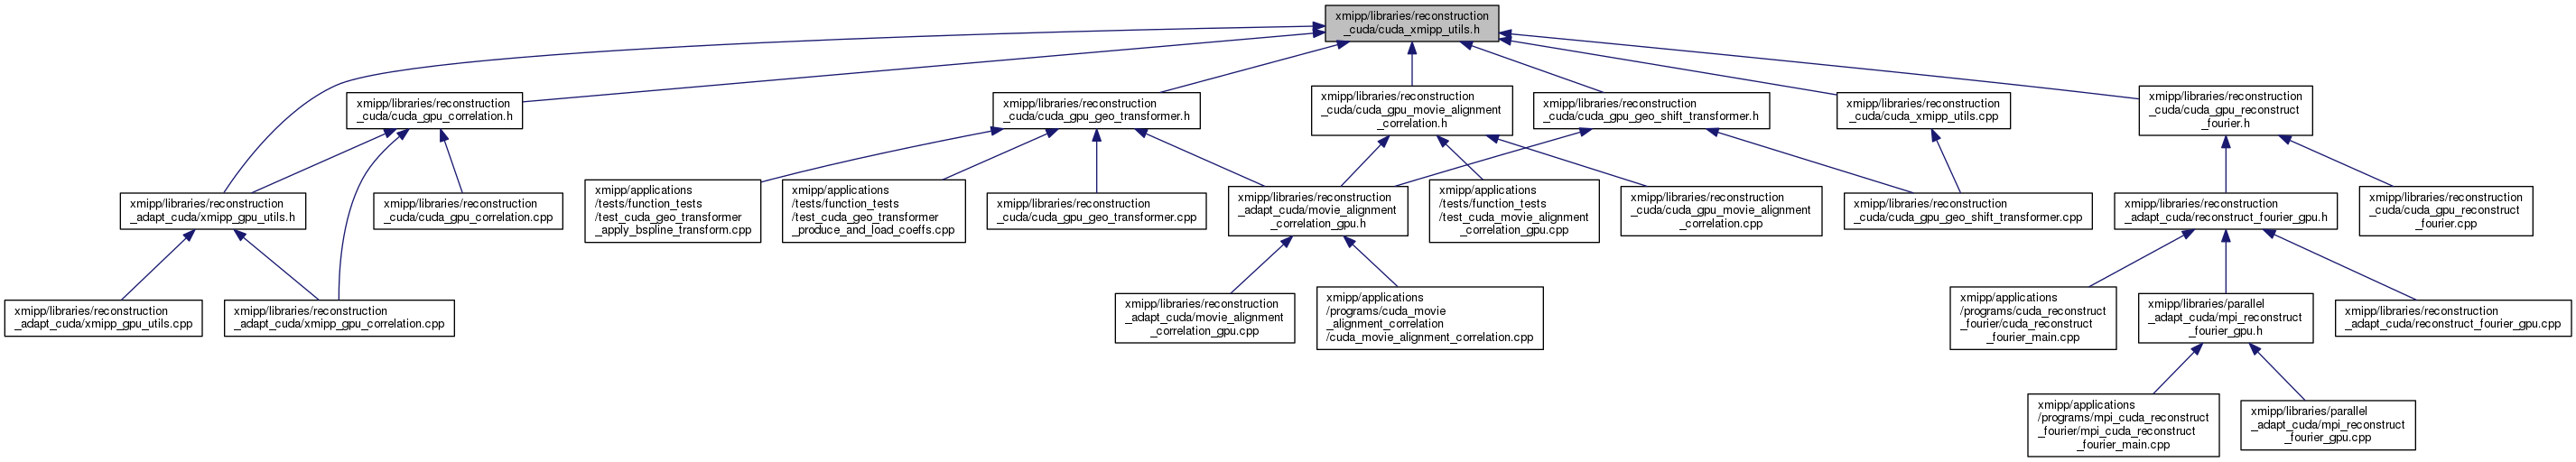 xmipp/libraries/reconstruction
_cuda/cuda_xmipp_utils.h
xmipp/libraries/reconstruction
_cuda/cuda_gpu_correlation.h
xmipp/libraries/reconstruction
_cuda/cuda_gpu_geo_transformer.h
xmipp/libraries/reconstruction
_cuda/cuda_gpu_movie_alignment
_correlation.h
xmipp/libraries/reconstruction
_cuda/cuda_gpu_geo_shift_transformer.h
xmipp/libraries/reconstruction
_cuda/cuda_xmipp_utils.cpp
xmipp/libraries/reconstruction
_cuda/cuda_gpu_reconstruct
_fourier.h
xmipp/libraries/reconstruction
_adapt_cuda/xmipp_gpu_utils.h
xmipp/libraries/reconstruction
_cuda/cuda_gpu_correlation.cpp
xmipp/applications
/tests/function_tests
/test_cuda_geo_transformer
_apply_bspline_transform.cpp
xmipp/applications
/tests/function_tests
/test_cuda_geo_transformer
_produce_and_load_coeffs.cpp
xmipp/libraries/reconstruction
_cuda/cuda_gpu_geo_transformer.cpp
xmipp/libraries/reconstruction
_adapt_cuda/movie_alignment
_correlation_gpu.h
xmipp/applications
/tests/function_tests
/test_cuda_movie_alignment
_correlation_gpu.cpp
xmipp/libraries/reconstruction
_cuda/cuda_gpu_movie_alignment
_correlation.cpp
xmipp/libraries/reconstruction
_cuda/cuda_gpu_geo_shift_transformer.cpp
xmipp/libraries/reconstruction
_adapt_cuda/reconstruct_fourier_gpu.h
xmipp/libraries/reconstruction
_cuda/cuda_gpu_reconstruct
_fourier.cpp
xmipp/libraries/reconstruction
_adapt_cuda/xmipp_gpu_utils.cpp
xmipp/libraries/reconstruction
_adapt_cuda/xmipp_gpu_correlation.cpp
xmipp/libraries/reconstruction
_adapt_cuda/movie_alignment
_correlation_gpu.cpp
xmipp/applications
/programs/cuda_movie
_alignment_correlation
/cuda_movie_alignment_correlation.cpp
xmipp/applications
/programs/cuda_reconstruct
_fourier/cuda_reconstruct
_fourier_main.cpp
xmipp/libraries/parallel
_adapt_cuda/mpi_reconstruct
_fourier_gpu.h
xmipp/libraries/reconstruction
_adapt_cuda/reconstruct_fourier_gpu.cpp
xmipp/applications
/programs/mpi_cuda_reconstruct
_fourier/mpi_cuda_reconstruct
_fourier_main.cpp
xmipp/libraries/parallel
_adapt_cuda/mpi_reconstruct
_fourier_gpu.cpp